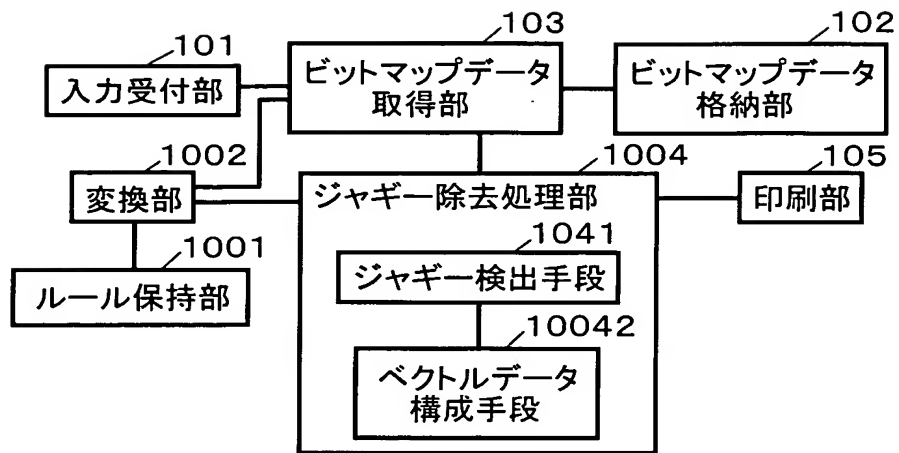 103
102
101
ビットマップデータ
取得部
ビットマップデータ
格納部
入力受付部
1002
1004
105
変換部
ジャギー除去処理部
印刷部
1001
1041
ルール保持部
ジャギー検出手段
10042
ベクトルデータ
構成手段